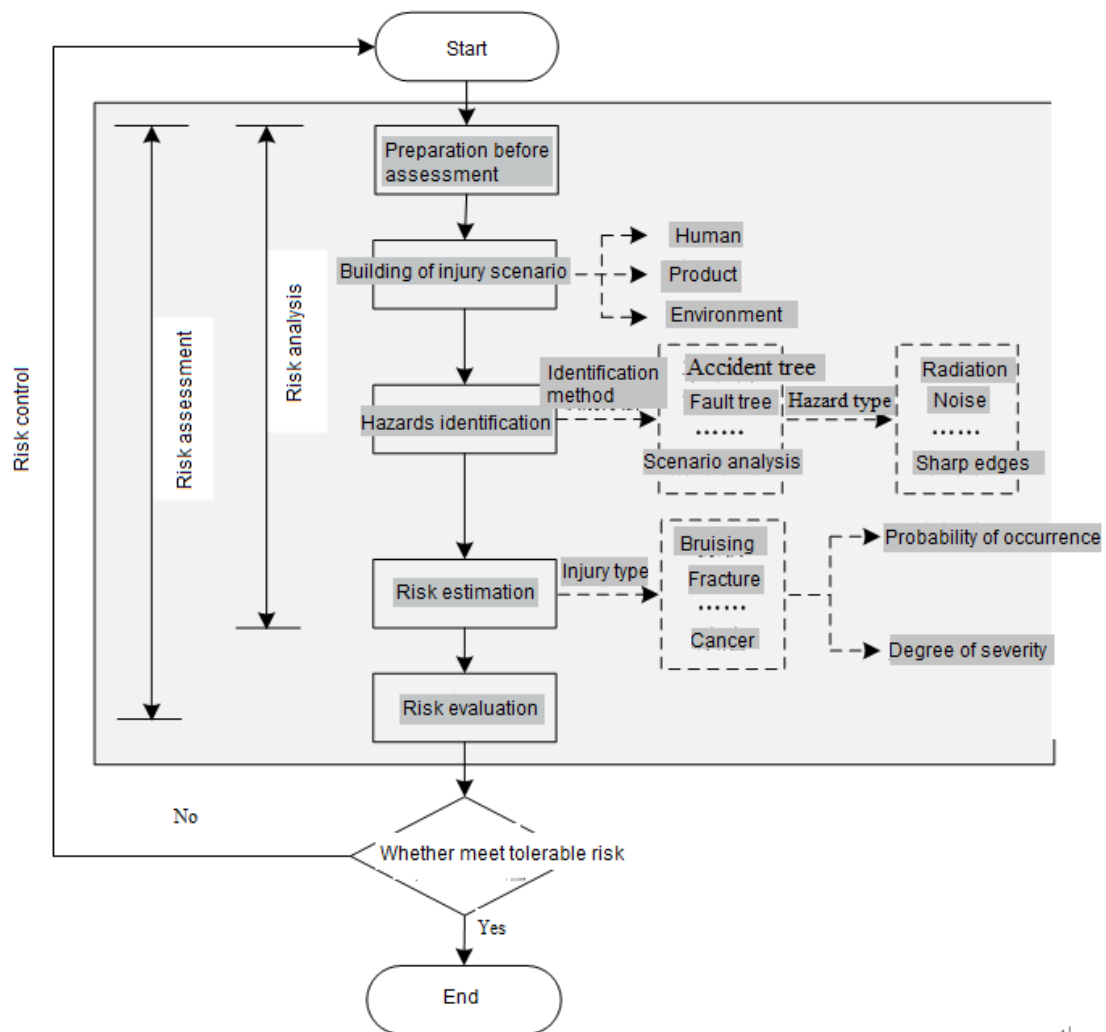 Start
Preparation before
assessment
Building of injury scenario
Human
Product
Environment
Risk control
Risk assessment
Risk analysis
Hazards identification
Identification
method
Accident tree
Fault tree
……
Scenario analysis
Hazard type
Radiation
Noise
……
Sharp edges
Risk estimation
Injury type
Bruising
Fracture
……
Cancer
Probability of occurrence
Degree of severity
Risk evaluation
No
Whether meet tolerable risk
Yes
End